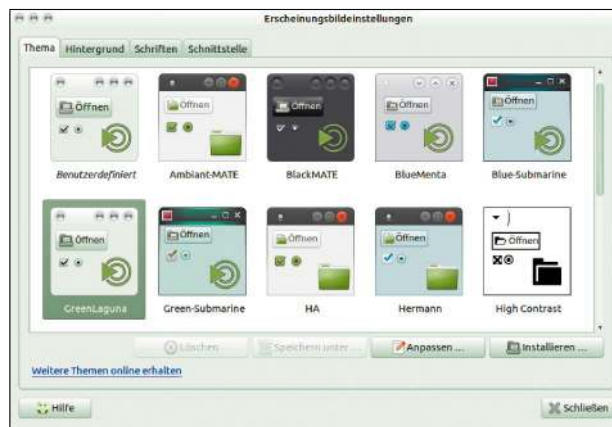 Erscheinungsbildeinstellungen
Thema Hintergrund Schriften Schnittstelle
Öffnen Öffnen Öffnen Öffnen Öffnen
Benutzerdefiniert Ambiant-MATE BlackMATE BlueMenta Blue-Submarine
Öffnen Öffnen Öffnen Öffnen Öffnen
GreenLaguna Green-Submarine HA Hermann High Contrast
Löschen Speichern unter ... Anpassen ... Installieren ...
Weitere Themen online erhalten
Hilfe Schließen